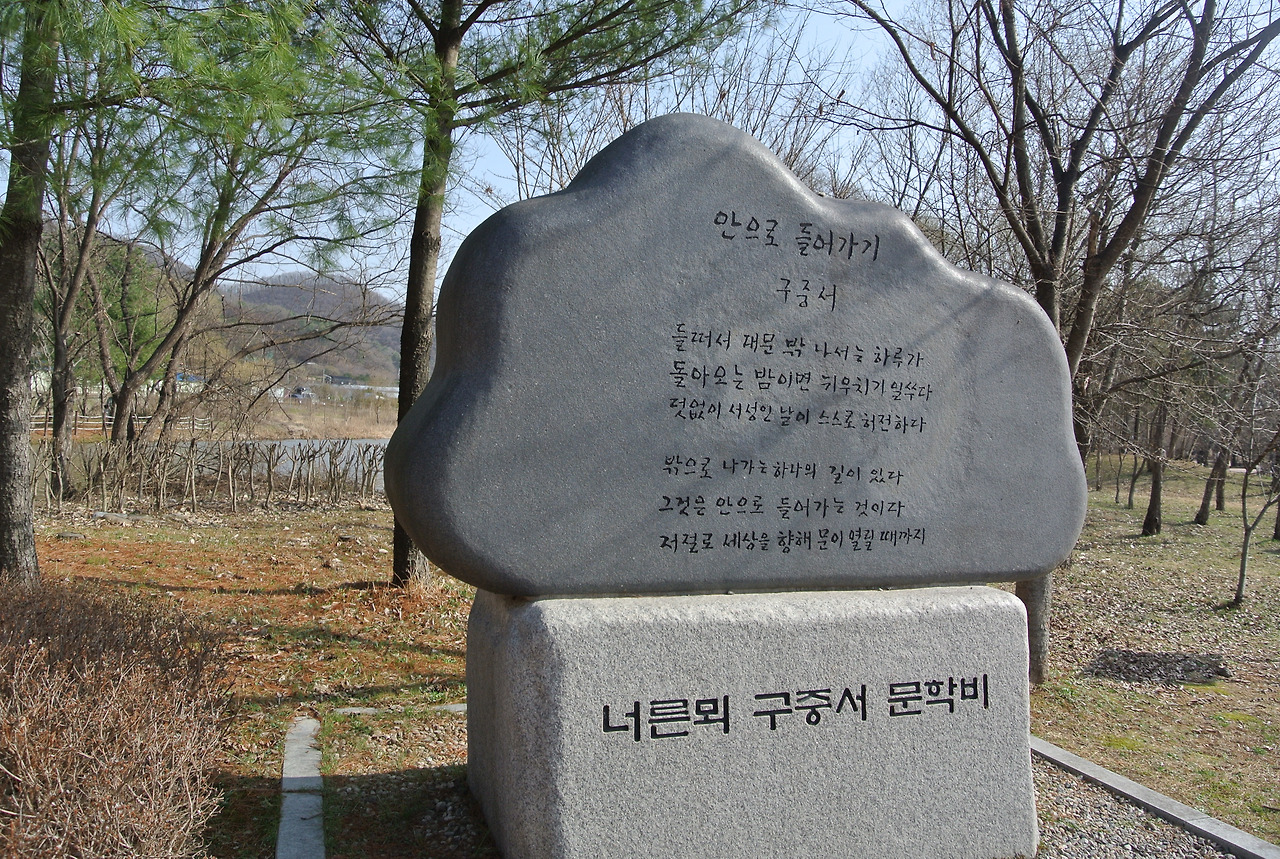 안으로 들어가기
구중서
들떠서 대문 밖 나서는 하루가
돌아오는 밤이면 뉘우치기 일쑤다
덧없이 서성인 날이 스스로 허전하다
밖으로 나가는 하나의 길이 있다
그것은 안으로 들어가는 것이다
저절로 세상을 향해 문이 열릴 때까지
너른뫼 구중서 문학비